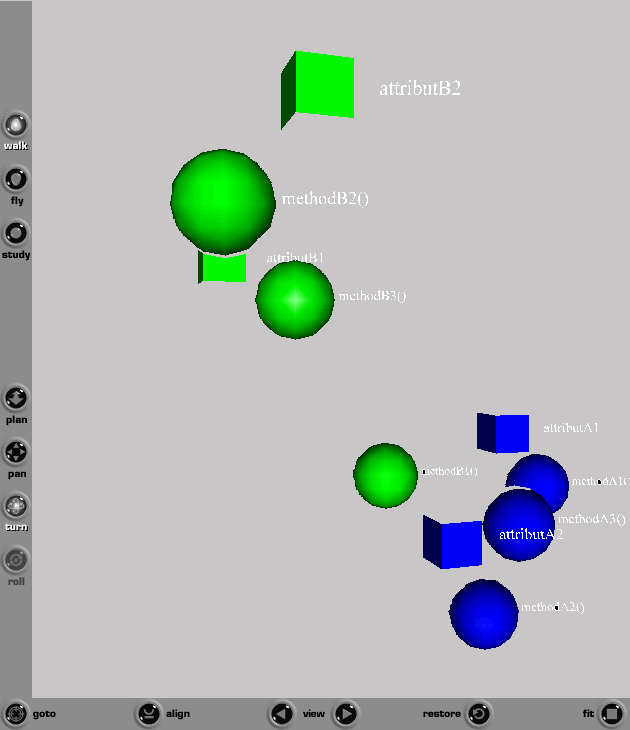 attributB2
methodB2()
attributB1
methodB3()
attributA1
methodB1()
methodA1(
methodA3()
attributA2
methodA2()
walk
fly
study
plan
pan
turn
roll
goto align view restore fit